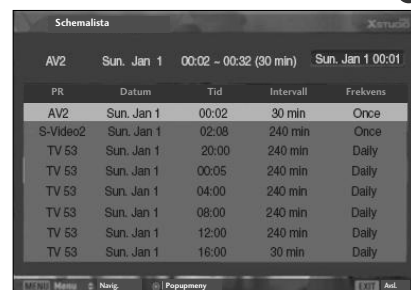 Schemalista XSTUDIO
AV2 Sun. Jan 1 00:02 ~ 00:32 (30 min) Sun. Jan 1 00:01
PR Datum Tid Intervall Frekvens
AV2 Sun. Jan 1 00:02 30 min Once
S-Video2 Sun. Jan 1 02:08 240 min Once
TV 53 Sun. Jan 1 20:00 240 min Daily
TV 53 Sun. Jan 1 00:05 240 min Daily
TV 53 Sun. Jan 1 04:00 240 min Daily
TV 53 Sun. Jan 1 08:00 240 min Daily
TV 53 Sun. Jan 1 12:00 240 min Daily
TV 53 Sun. Jan 1 16:00 30 min Daily
MENU Menu Navig. Popupmeny EXIT Avsl.